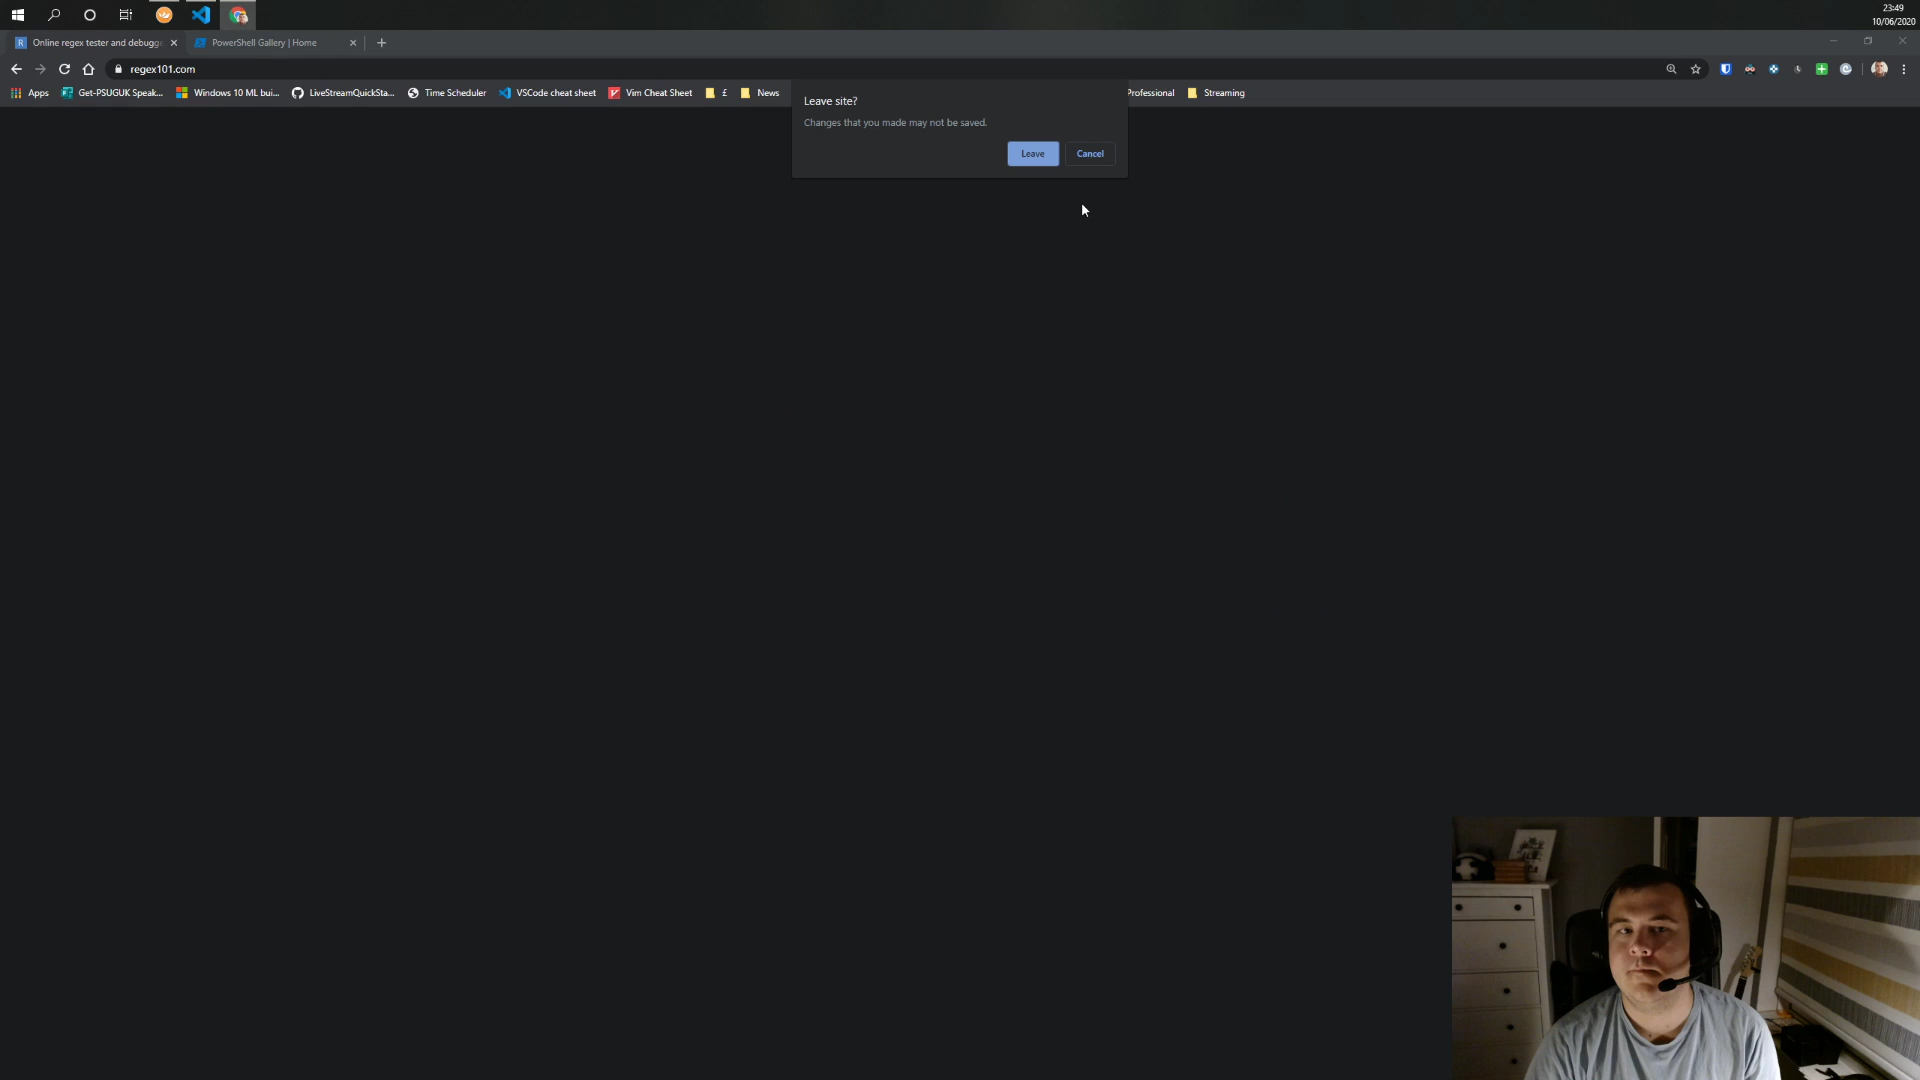 23:49
10/06/2020
Online regex tester and debugge
PowerShell Gallery | Home
regex101.com
Apps
Get-PSUGUK Speak...
Windows 10 ML bui...
LiveStreamQuickSta...
Time Scheduler
VSCode cheat sheet
Vim Cheat Sheet
£
News
Professional
Streaming
Leave site?
Changes that you made may not be saved.
Leave
Cancel